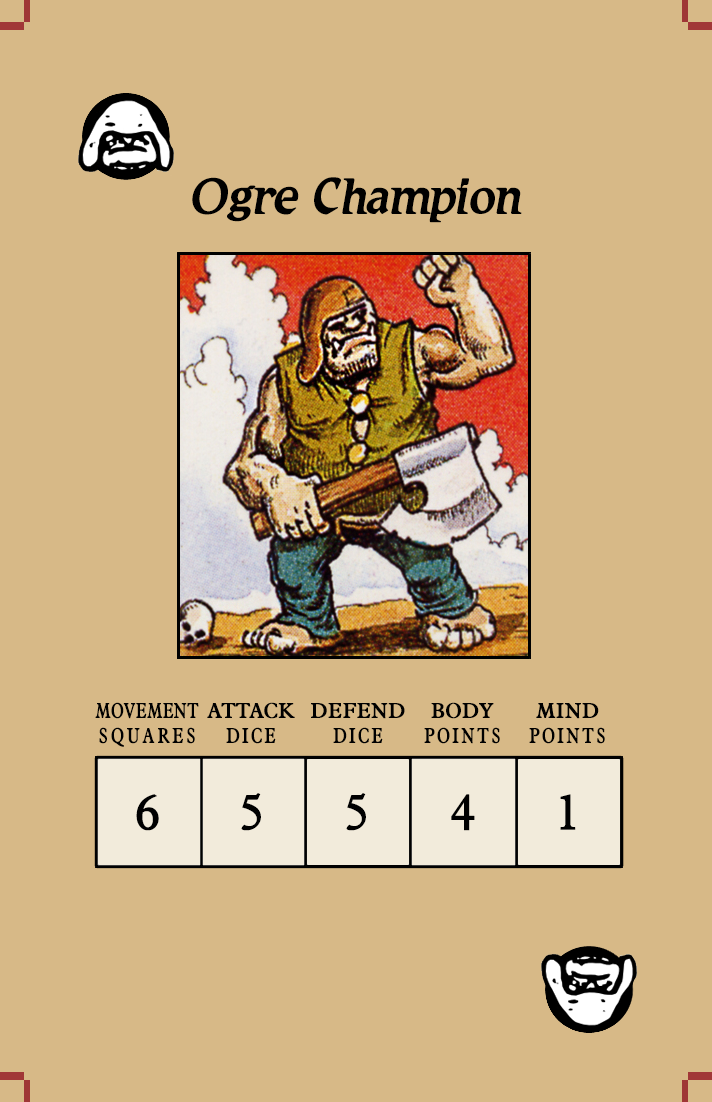 Ogre Champion
MOVEMENT ATTACK DEFEND BODY MIND
SQUARES DICE DICE POINTS POINTS
6 5 5 4 1